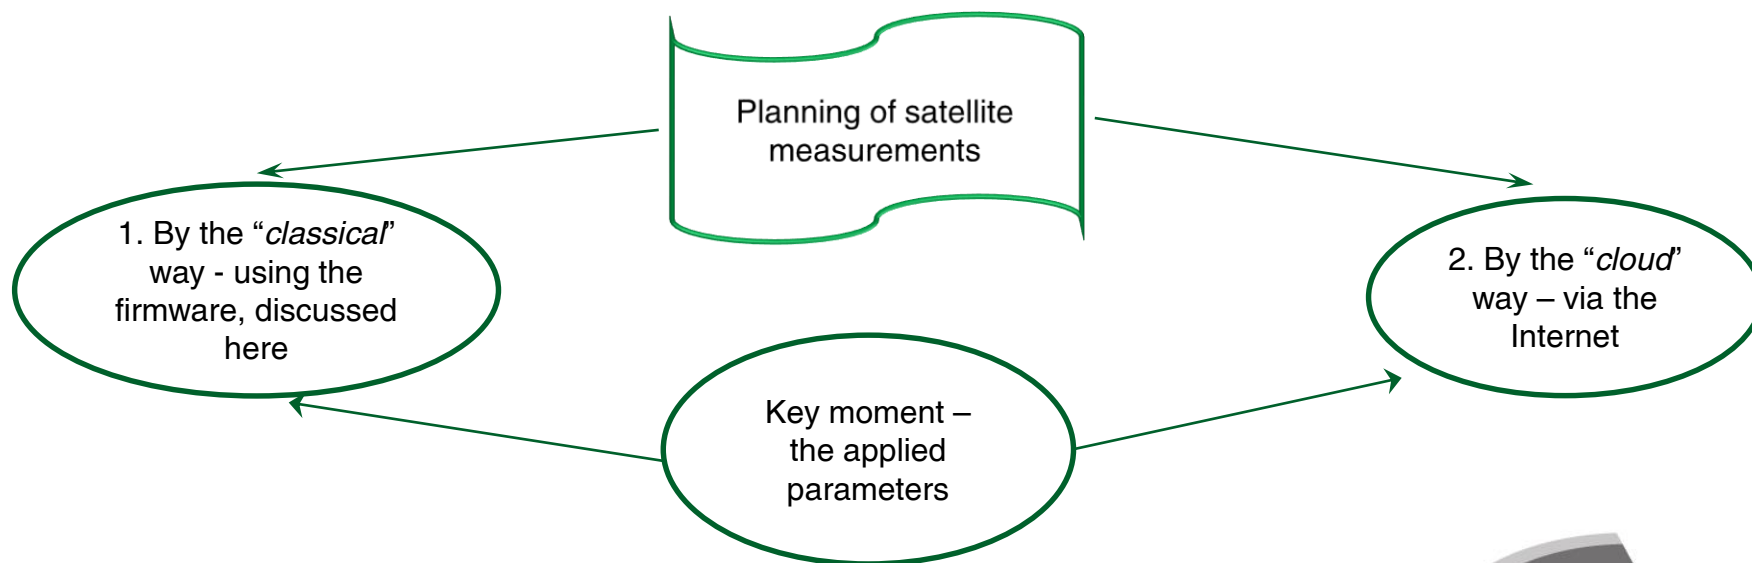 Planning of satellite
measurements
1. By the “classical”
way - using the
firmware, discussed
here
2. By the “cloud”
way – via the
Internet
Key moment –
the applied
parameters